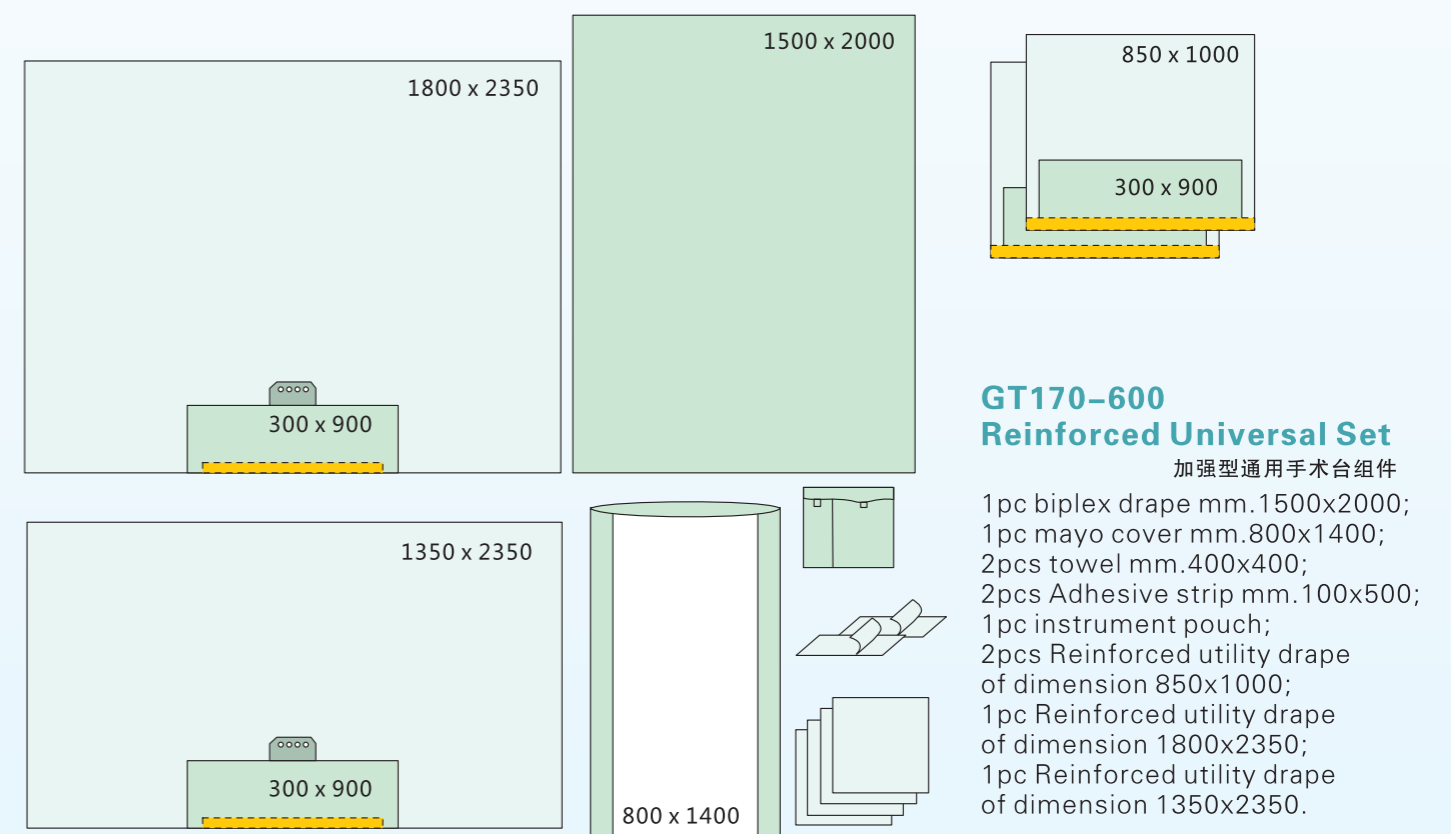 1800 x 2350
300 x 900
1500 x 2000
850 x 1000
300 x 900
1350 x 2350
300 x 900
800 x 1400
GT170–600
Reinforced Universal Set
加强型通用手术台组件
1pc biplex drape mm.1500x2000;
1pc mayo cover mm.800x1400;
2pcs towel mm.400x400;
2pcs Adhesive strip mm.100x500;
1pc instrument pouch;
2pcs Reinforced utility drape
of dimension 850x1000;
1pc Reinforced utility drape
of dimension 1800x2350;
1pc Reinforced utility drape
of dimension 1350x2350.